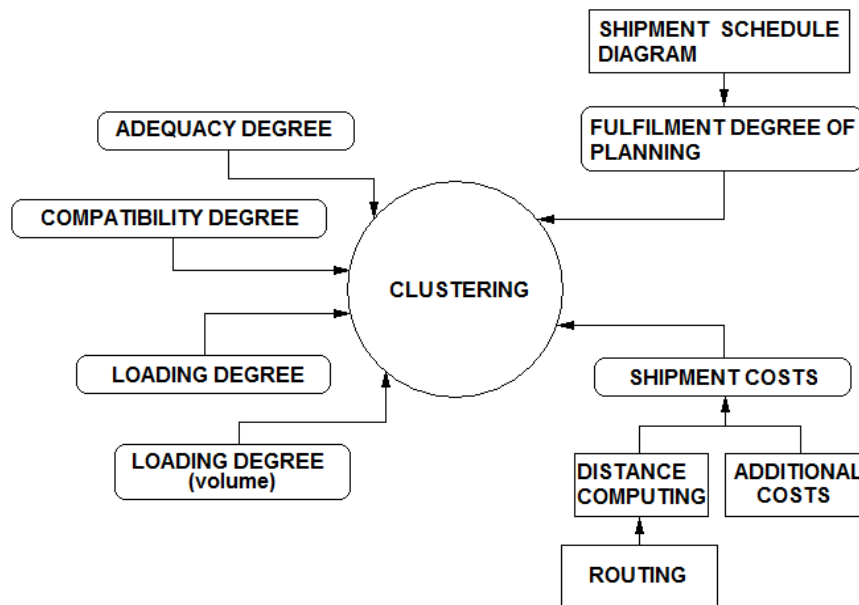 SHIPMENT SCHEDULE
DIAGRAM
ADEQUACY DEGREE
FULFILMENT DEGREE OF
PLANNING
COMPATIBILITY DEGREE
CLUSTERING
LOADING DEGREE
SHIPMENT COSTS
LOADING DEGREE
(volume)
DISTANCE
COMPUTING
ADDITIONAL
COSTS
ROUTING